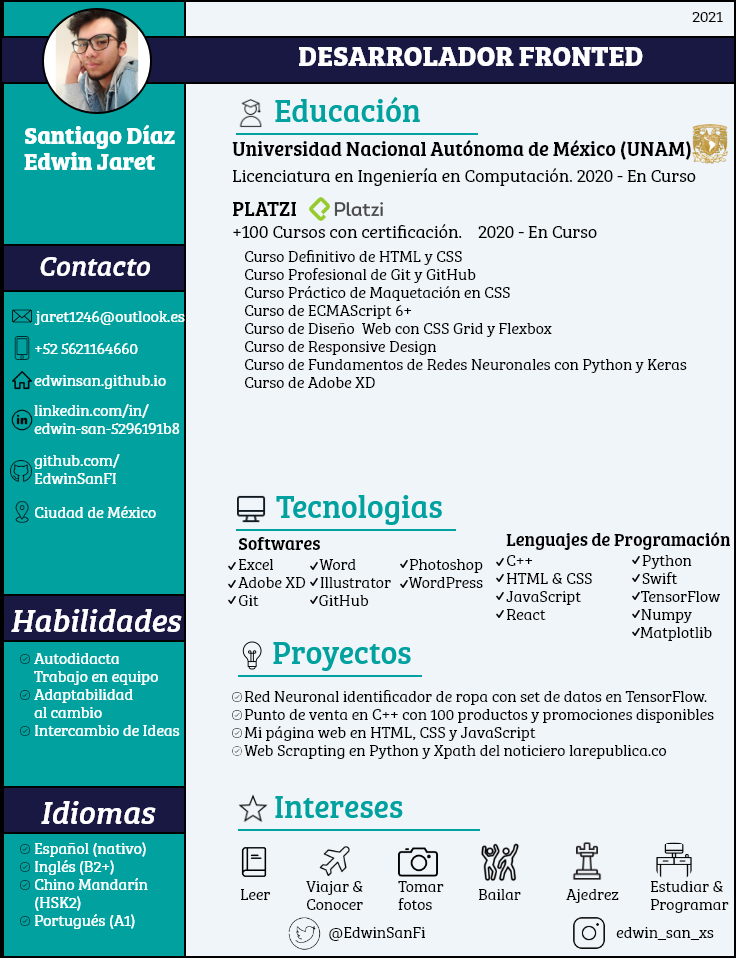 2021
DESARROLADOR FRONTED
Santiago Díaz
Edwin Jaret
Contacto
jaret1246@outlook.es
+52 5621164660
edwinsan.github.io
linkedin.com/in/
edwin-san-5296191b8
github.com/
EdwinSanFI
Ciudad de México
Habilidades
Autodidacta
Trabajo en equipo
Adaptabilidad
al cambio
Intercambio de Ideas
Idiomas
Español (nativo)
Inglés (B2+)
Chino Mandarín
(HSK2)
Portugués (A1)
Educación
Universidad Nacional Autónoma de México (UNAM)
Licenciatura en Ingeniería en Computación. 2020 - En Curso
PLATZI Platzi
+100 Cursos con certificación. 2020 - En Curso
Curso Definitivo de HTML y CSS
Curso Profesional de Git y GitHub
Curso Práctico de Maquetación en CSS
Curso de ECMAScript 6+
Curso de Diseño Web con CSS Grid y Flexbox
Curso de Responsive Design
Curso de Fundamentos de Redes Neuronales con Python y Keras
Curso de Adobe XD
Tecnologias
Softwares
Excel Word Photoshop
Adobe XD Illustrator WordPress
Git GitHub
Lenguajes de Programación
C++ Python
HTML & CSS Swift
JavaScript TensorFlow
React Numpy
Matplotlib
Proyectos
Red Neuronal identificador de ropa con set de datos en TensorFlow.
Punto de venta en C++ con 100 productos y promociones disponibles
Mi página web en HTML, CSS y JavaScript
Web Scrapting en Python y Xpath del noticiero larepublica.co
Intereses
Leer
Viajar &
Conocer
Tomar
fotos
Bailar
Ajedrez
Estudiar &
Programar
@EdwinSanFi
edwin_san_xs